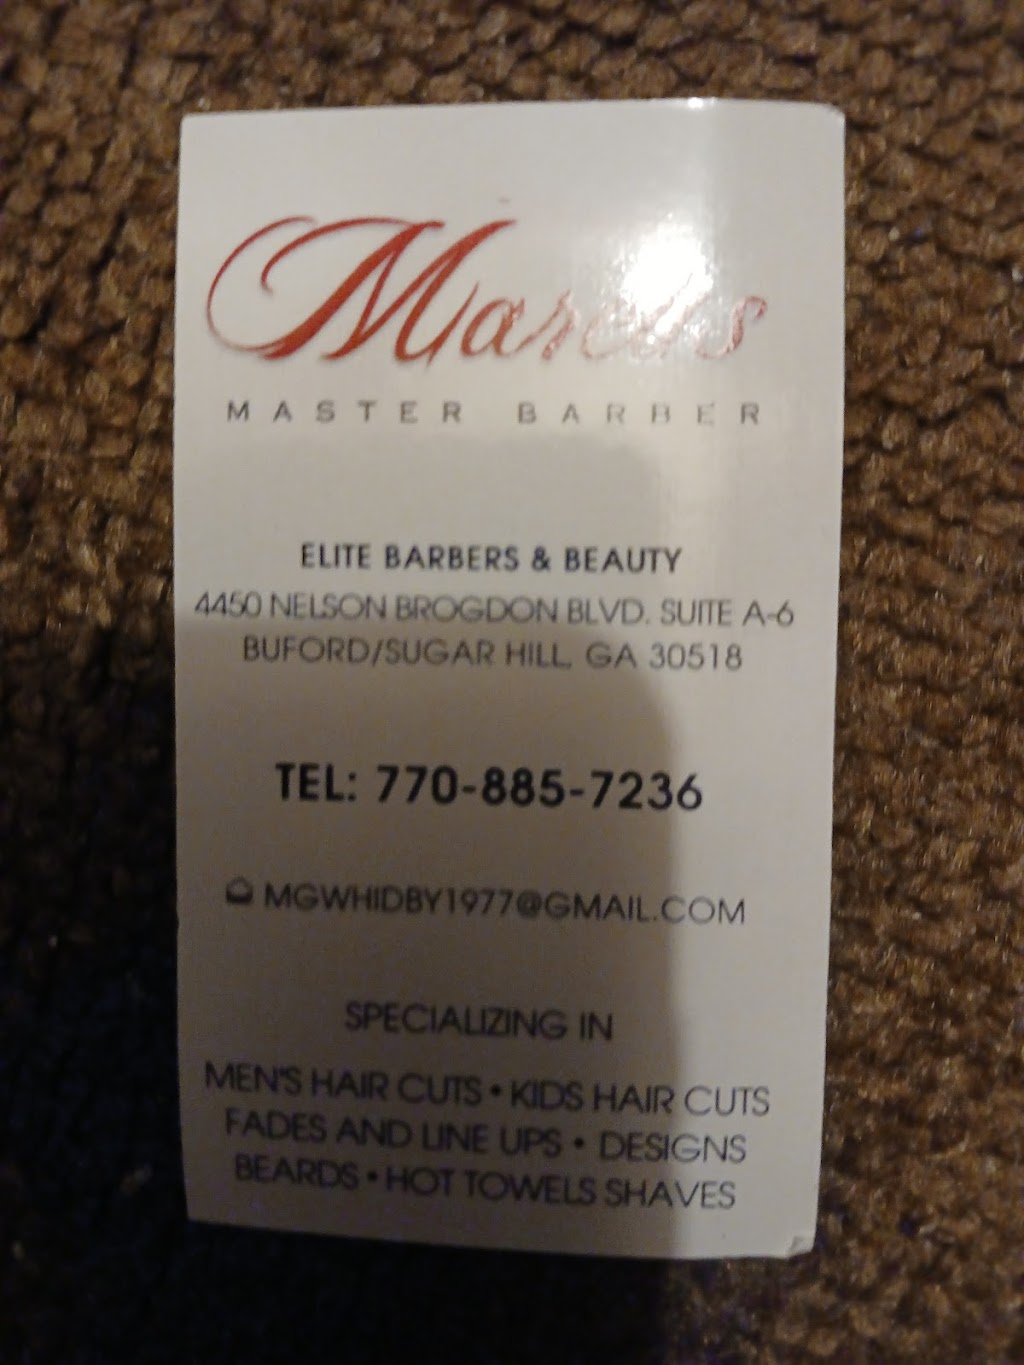 Marcus
MASTER BARBER
ELITE BARBERS & BEAUTY
4450 NELSON BROGDON BLVD. SUITE A-6
BUFORD/SUGAR HILL, GA 30518
TEL: 770-885-7236
MGWHIDBY1977@GMAIL.COM
SPECIALIZING IN
MEN'S HAIR CUTS • KIDS HAIR CUTS
FADES AND LINE UPS • DESIGNS
BEARDS • HOT TOWELS SHAVES